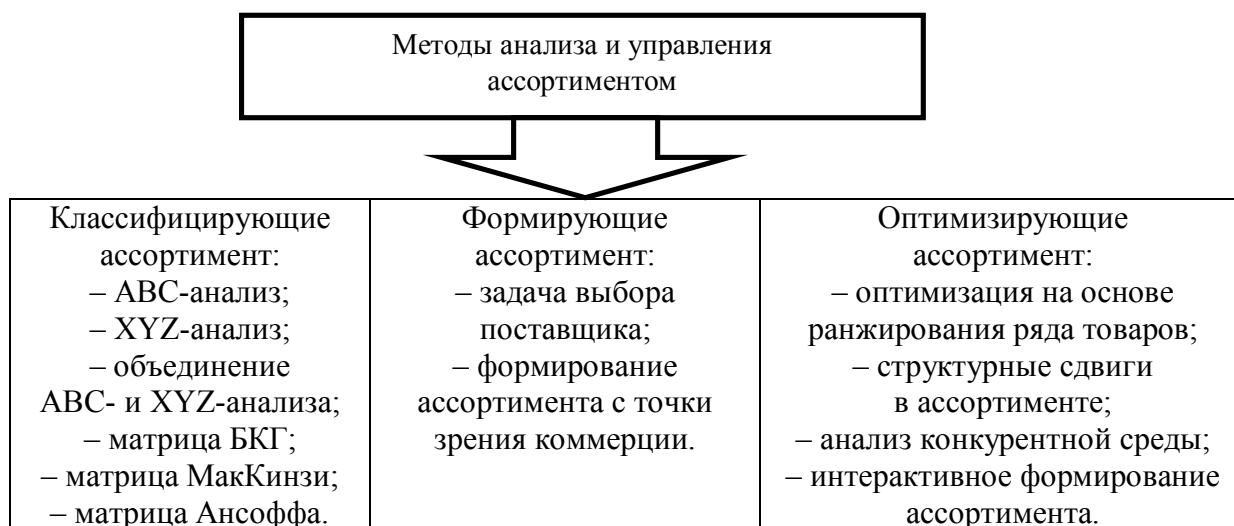 Методы анализа и управления
ассортиментом
Классифицирующие
ассортимент:
– АВС-анализ;
– XYZ-анализ;
– объединение
АВС- и XYZ-анализа;
– матрица БКГ;
– матрица МакКинзи;
– матрица Ансоффа.
Формирующие
ассортимент:
– задача выбора
поставщика;
– формирование
ассортимента с точки
зрения коммерции.
Оптимизирующие
ассортимент:
– оптимизация на основе
ранжирования ряда товаров;
– структурные сдвиги
в ассортименте;
– анализ конкурентной среды;
– интерактивное формирование
ассортимента.